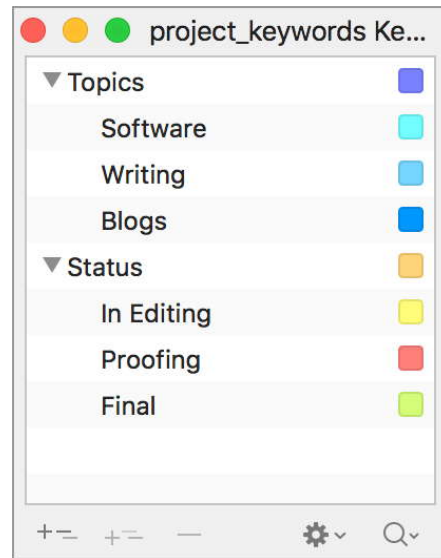 project_keywords Ke...
Topics
Software
Writing
Blogs
Status
In Editing
Proofing
Final